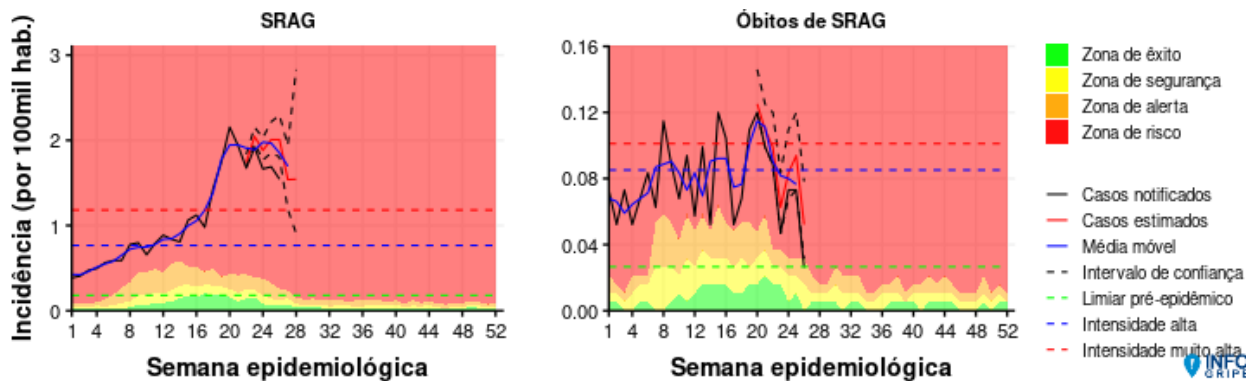 SRAG
Óbitos de SRAG
Incidência (por 100mil hab.)
3
2
1
0
1 4 8 12 16 20 24 28 32 36 40 44 48 52
Semana epidemiológica
0.16
0.12
0.08
0.04
0.00
1 4 8 12 16 20 24 28 32 36 40 44 48 52
Semana epidemiológica
Zona de êxito
Zona de segurança
Zona de alerta
Zona de risco
Casos notificados
Casos estimados
Média móvel
Intervalo de confiança
Limiar pré-epidêmico
Intensidade alta
Intensidade muito alta
INFO
GRIPE